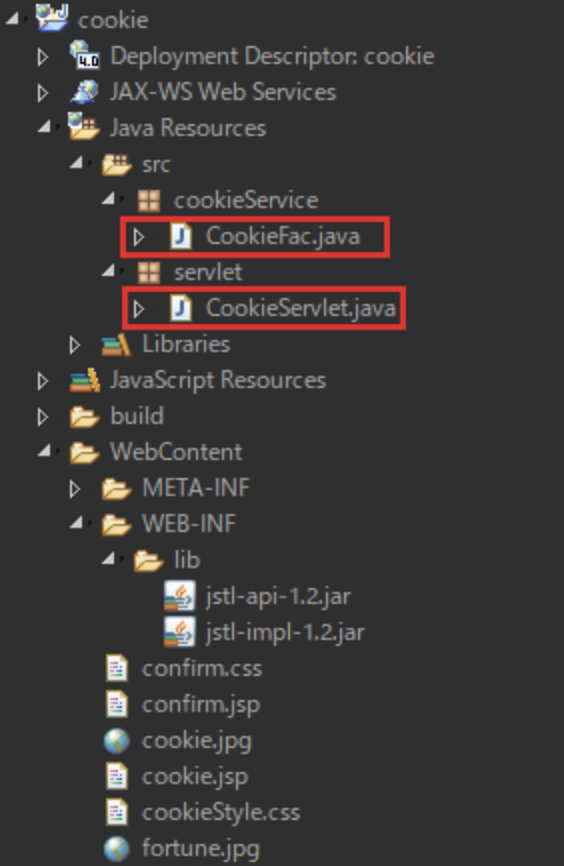 cookie
4.0
Deployment Descriptor: cookie
JAX-WS Web Services
Java Resources
src
cookieService
CookieFac.java
servlet
CookieServlet.java
Libraries
JavaScript Resources
build
WebContent
META-INF
WEB-INF
lib
jstl-api-1.2.jar
jstl-impl-1.2.jar
confirm.css
confirm.jsp
cookie.jpg
cookie.jsp
cookieStyle.css
fortune.jpg